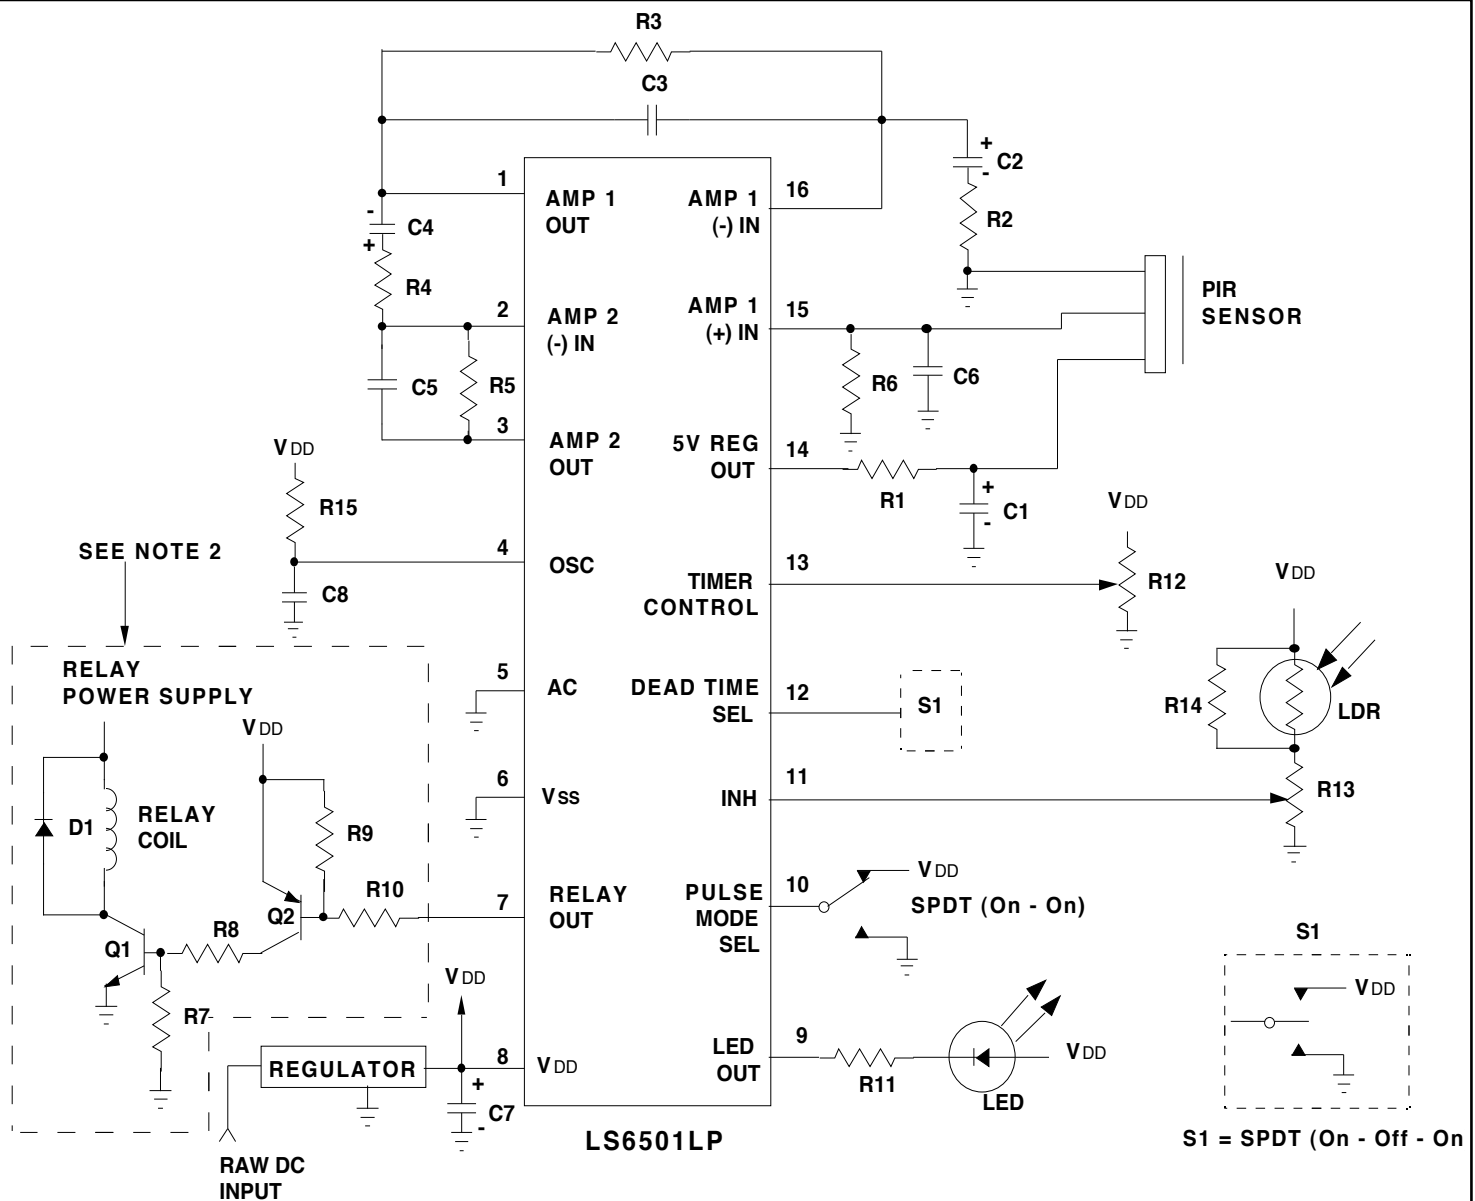 R3
C3
+
C2
-
R2
1
AMP 1
OUT
AMP 1
(-) IN
16
-
C4
+
R4
2
AMP 2
(-) IN
AMP 1
(+) IN
15
PIR
SENSOR
C5
R5
R6
C6
3
AMP 2
OUT
5V REG
OUT
14
R1
+
C1
-
VDD
R15
SEE NOTE 2
4
OSC
C8
13
TIMER
CONTROL
VDD
R12
VDD
R14
LDR
5
AC
DEAD TIME
SEL
12
S1
RELAY
POWER SUPPLY
VDD
6
VSS
INH
11
R13
D1
RELAY
COIL
R9
R10
7
RELAY
OUT
PULSE
MODE
SEL
10
VDD
SPDT (On - On)
Q2
R8
Q1
R7
S1
VDD
VDD
REGULATOR
8
VDD
+
C7
-
LED
OUT
9
R11
VDD
LED
LS6501LP
RAW DC
INPUT
S1 = SPDT (On - Off - On